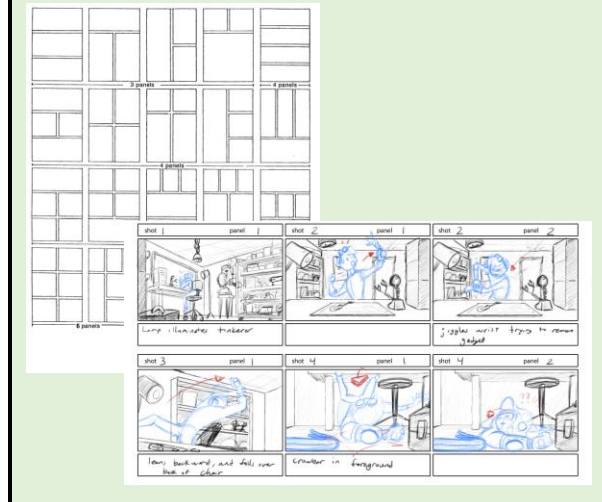 3 panels
4 panels
4 panels
6 panels
shot 1 panel 1
shot 2 panel 1
shot 2 panel 2
Lamp illuminates tinkerer
jiggles wrist trying to remove
gadget
shot 3 panel 1
shot 4 panel 1
shot 4 panel 2
leans backward, and falls over
back of chair
crowbar in foreground
??